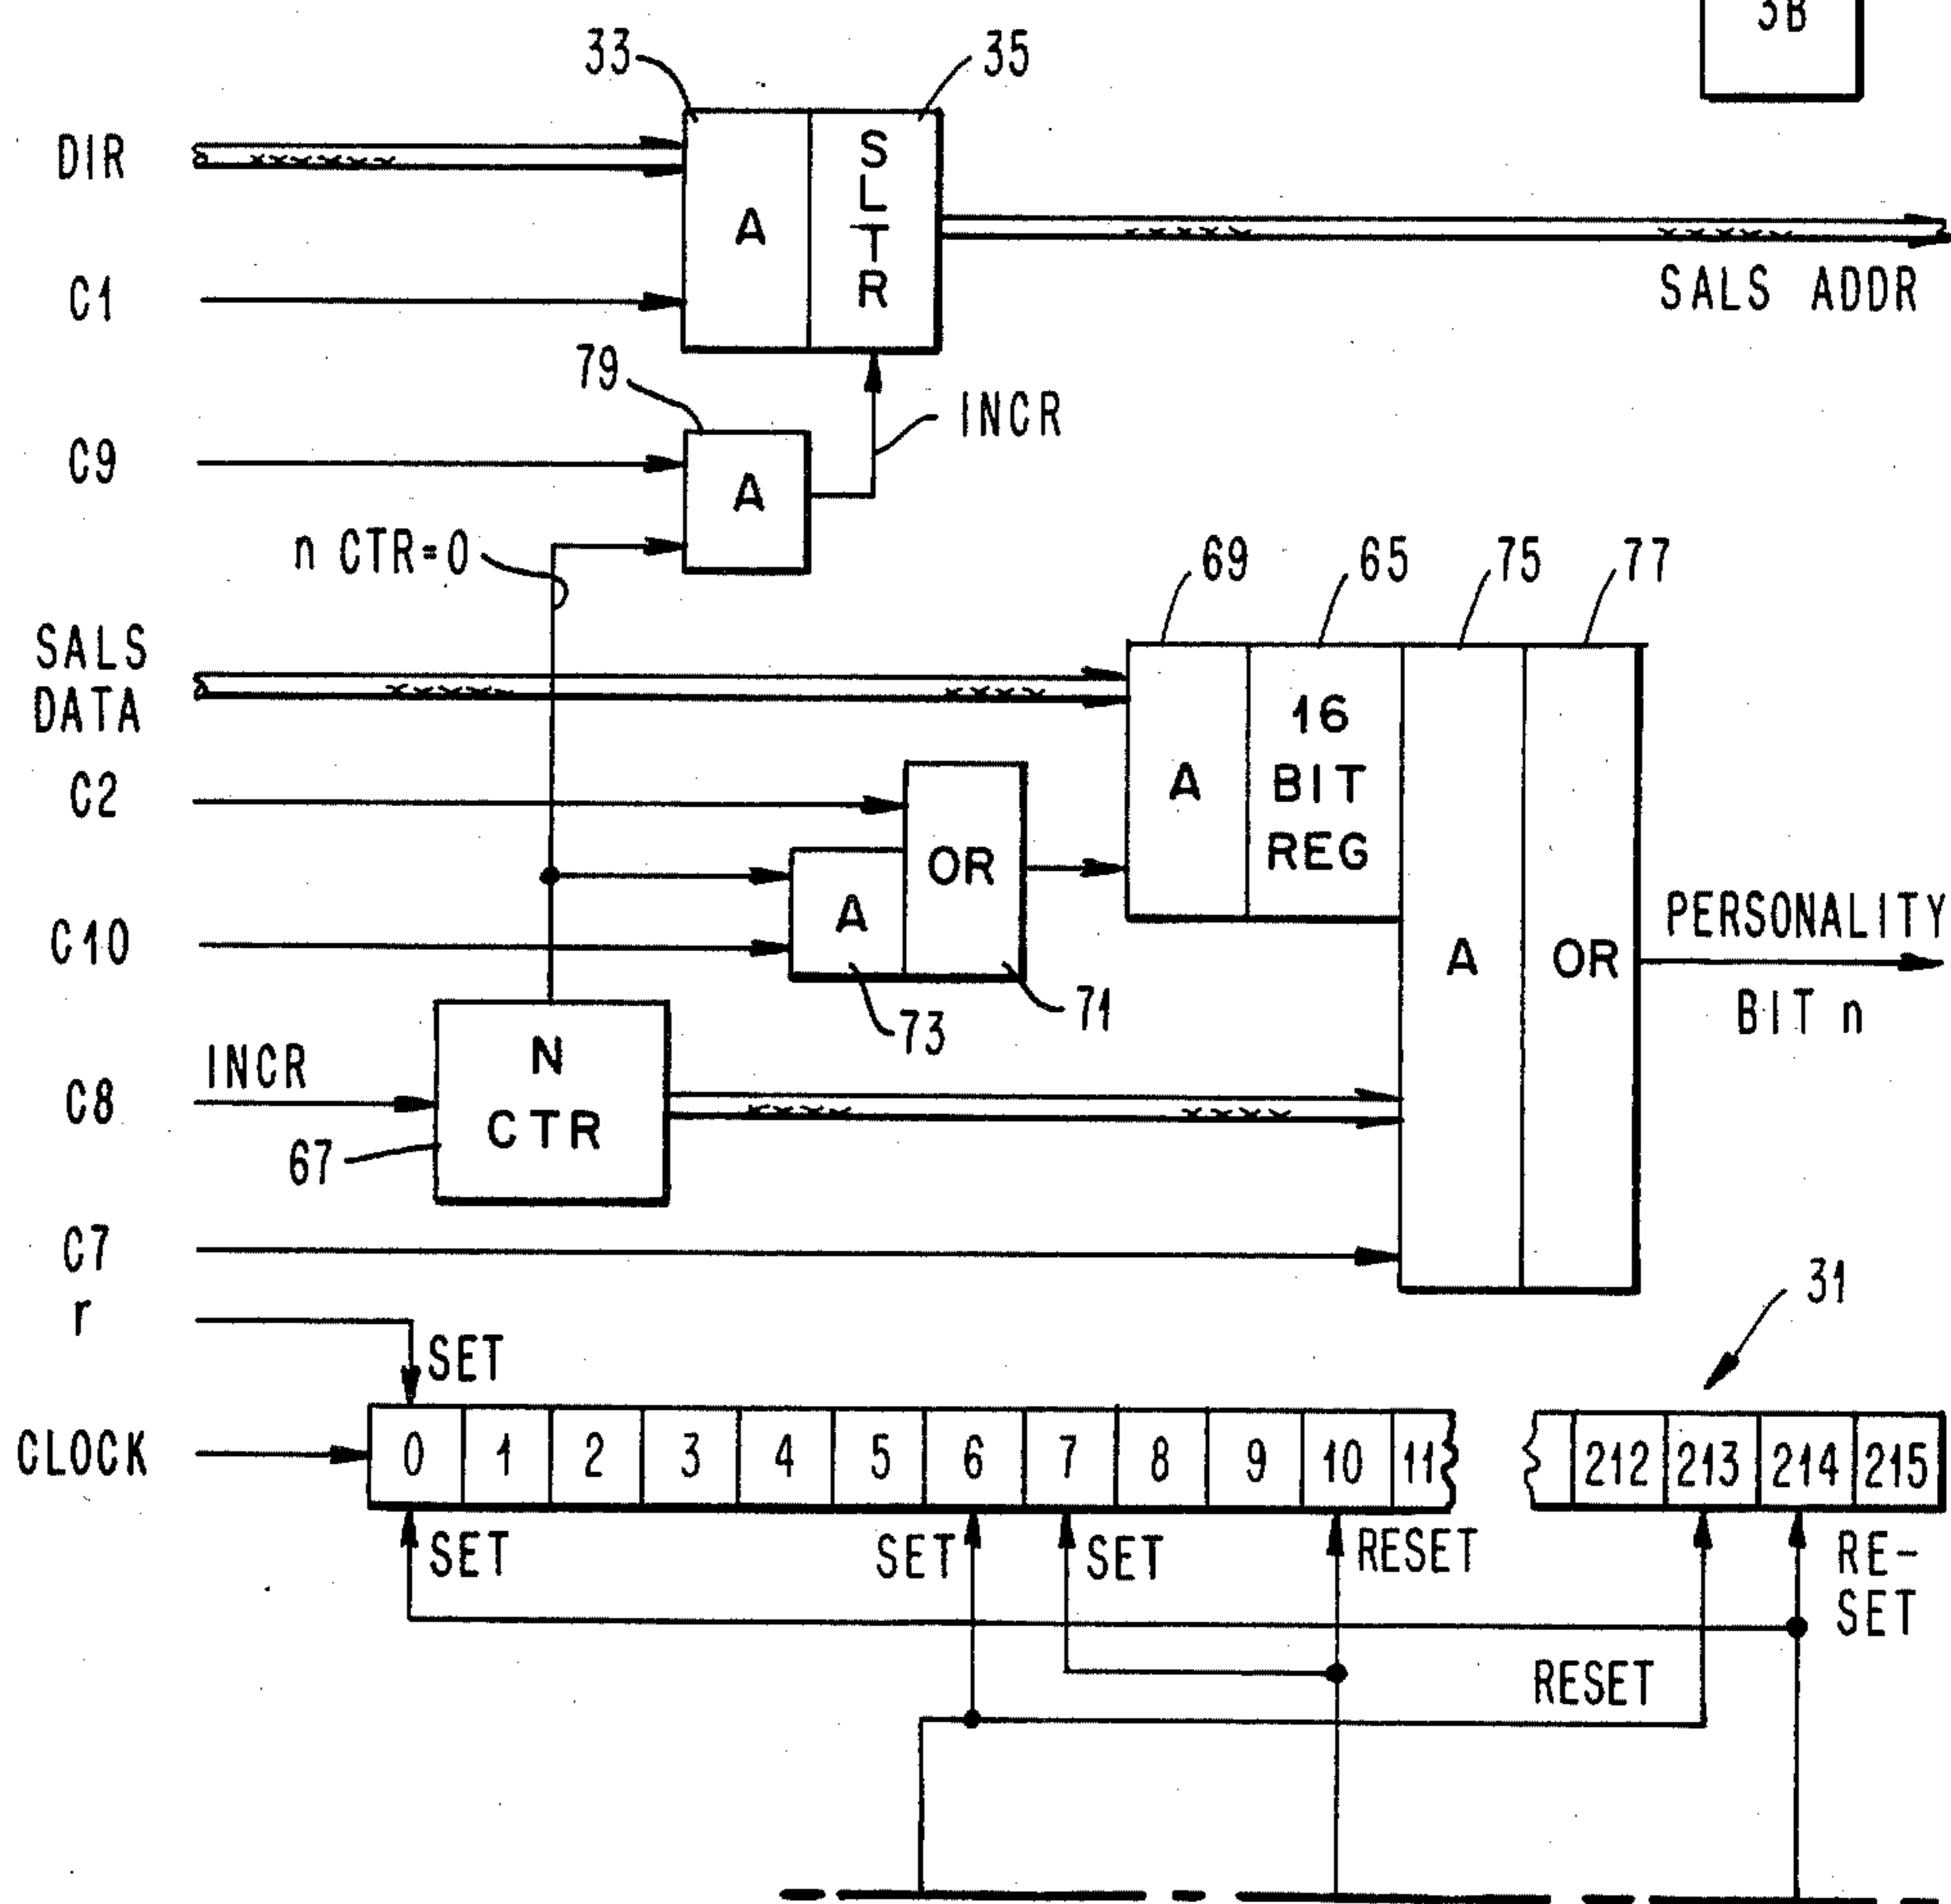 3B
33
35
DIR
A
SLTR
C1
SALS ADDR
79
INCR
C9
A
n CTR=0
69
65
75
77
SALS
DATA
16
BIT
REG
A
C2
OR
A
PERSONALITY
BIT n
A
OR
C10
73
71
INCR
N
CTR
C8
67
C7
r
31
SET
CLOCK
0 1 2 3 4 5 6 7 8 9 10 11 212 213 214 215
SET
SET
SET
RESET
RE-
SET
RESET